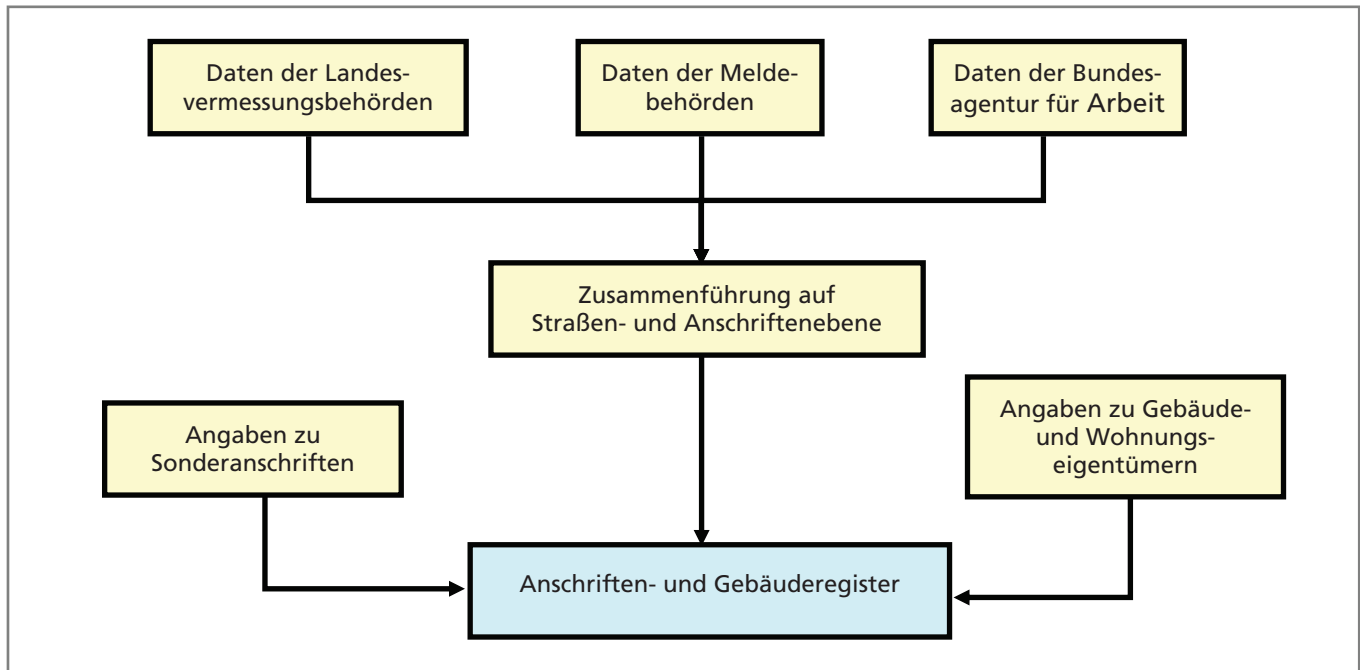 Daten der Landes-
vermessungsbehörden
Daten der Melde-
behörden
Daten der Bundes-
agentur für Arbeit
Zusammenführung auf
Straßen- und Anschriftenebene
Angaben zu
Sonderanschriften
Angaben zu Gebäude-
und Wohnungs-
eigentümern
Anschriften- und Gebäuderegister